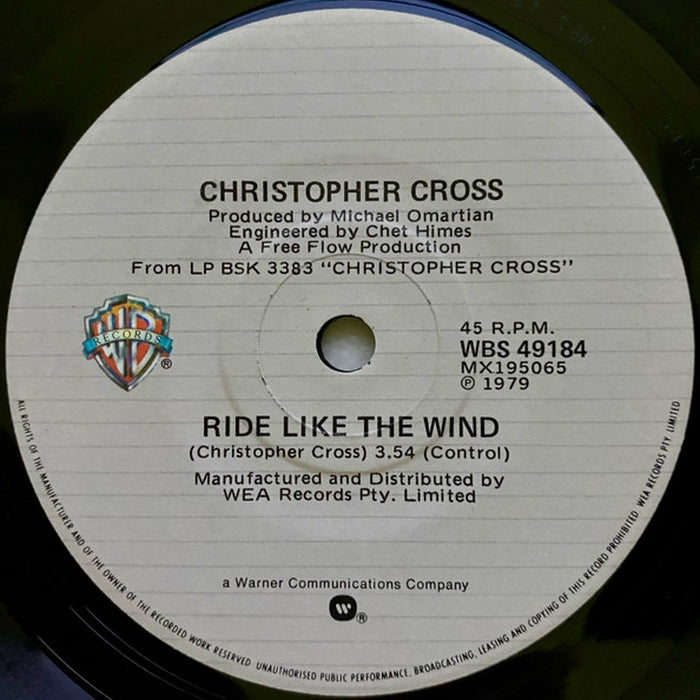 CHRISTOPHER CROSS
Produced by Michael Omartian
Engineered by Chet Himes
A Free Flow Production
From LP BSK 3383 "CHRISTOPHER CROSS"
WB
RECORDS
®
45 R.P.M.
WBS 49184
MX195065
℗ 1979
RIDE LIKE THE WIND
(Christopher Cross) 3.54 (Control)
Manufactured and Distributed by
WEA Records Pty. Limited
a Warner Communications Company
®
ALL RIGHTS OF THE MANUFACTURER AND OF THE OWNER OF THE RECORDED WORK RESERVED. UNAUTHORISED PUBLIC PERFORMANCE, BROADCASTING, LEASING AND COPYING OF THIS RECORD PROHIBITED. WEA RECORDS PTY. LIMITED